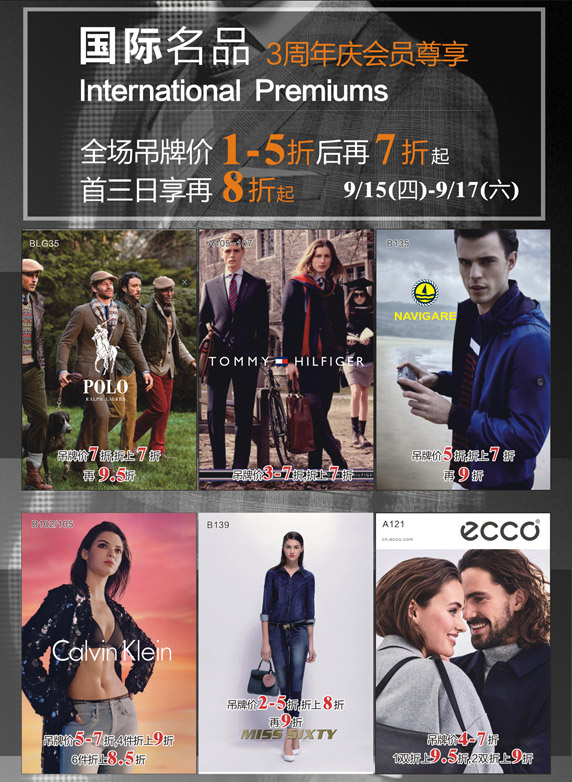 国际名品 3周年庆会员尊享
International Premiums
全场吊牌价 1-5折后再7折起
首三日享再8折起 9/15(四)-9/17(六)
BLG35
POLO
RALPH LAUREN
吊牌价7折,折上7折
再9.5折
A105-107
TOMMY HILFIGER
吊牌价3-7折,折上7折
B135
NAVIGARE
吊牌价5折,折上7折
再9折
B102/105
Calvin Klein
吊牌价5-7折,4件折上9折
6件折上8.5折
B139
吊牌价2-5折,折上8折
再9折
MISS SIXTY
A121
ecco®
cn.ecco.com
吊牌价4-7折
1双折上9.5折,2双折上9折